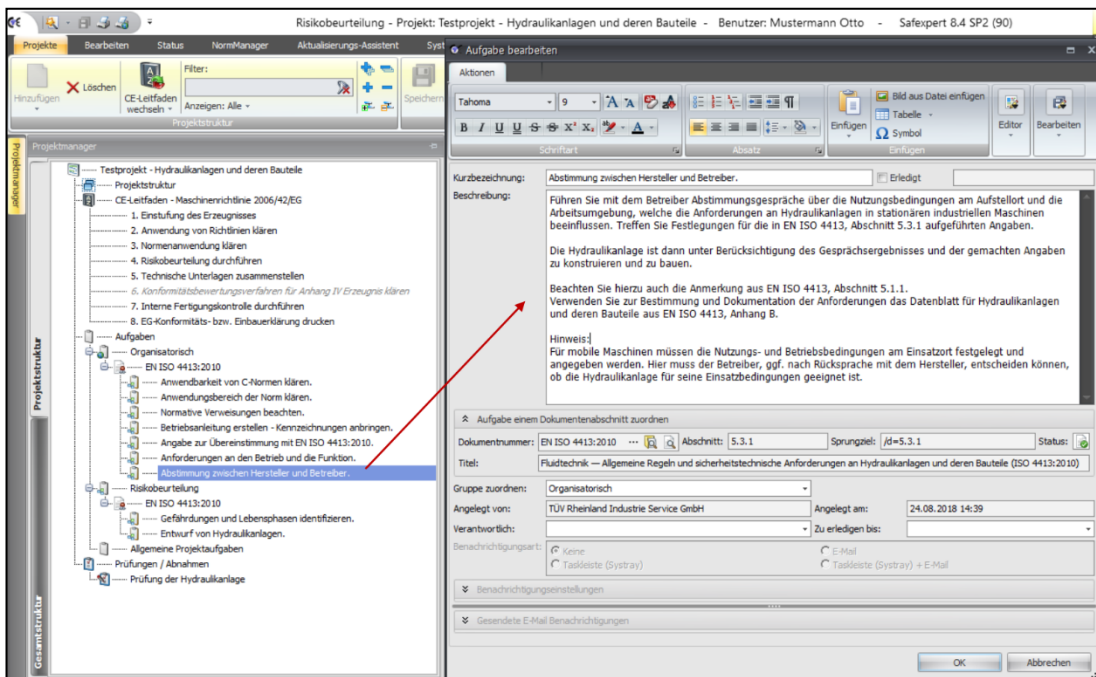 Risikobeurteilung - Projekt: Testprojekt - Hydraulikanlagen und deren Bauteile - Benutzer: Mustermann Otto - Safexpert 8.4 SP2 (90)
Projekte Bearbeiten Status NormManager Aktualisierungs-Assistent Syst
Hinzufügen
Löschen
CE-Leitfaden wechseln
Filter:
Anzeigen: Alle
Speichern
Projektstruktur
Projektmanager
Projektmanager
Projektstruktur
Gesamtstruktur
Testprojekt - Hydraulikanlagen und deren Bauteile
Projektstruktur
CE-Leitfaden - Maschinenrichtlinie 2006/42/EG
1. Einstufung des Erzeugnisses
2. Anwendung von Richtlinien klären
3. Normenanwendung klären
4. Risikobeurteilung durchführen
5. Technische Unterlagen zusammenstellen
6. Konformitätsbewertungsverfahren für Anhang IV Erzeugnis klären
7. Interne Fertigungskontrolle durchführen
8. EG-Konformitäts- bzw. Einbauerklärung drucken
Aufgaben
Organisatorisch
EN ISO 4413:2010
Anwendbarkeit von C-Normen klären.
Anwendungsbereich der Norm klären.
Normative Verweisungen beachten.
Betriebsanleitung erstellen - Kennzeichnungen anbringen.
Angabe zur Übereinstimmung mit EN ISO 4413:2010.
Anforderungen an den Betrieb und die Funktion.
Abstimmung zwischen Hersteller und Betreiber.
Risikobeurteilung
EN ISO 4413:2010
Gefährdungen und Lebensphasen identifizieren.
Entwurf von Hydraulikanlagen.
Allgemeine Projektaufgaben
Prüfungen / Abnahmen
Prüfung der Hydraulikanlage
Aufgabe bearbeiten
Aktionen
Tahoma 9
Schriftart
Absatz
Einfügen
Bild aus Datei einfügen
Tabelle
Symbol
Einfügen
Editor
Bearbeiten
Kurzbezeichnung: Abstimmung zwischen Hersteller und Betreiber. Erledigt
Beschreibung:
Führen Sie mit dem Betreiber Abstimmungsgespräche über die Nutzungsbedingungen am Aufstellort und die
Arbeitsumgebung, welche die Anforderungen an Hydraulikanlagen in stationären industriellen Maschinen
beeinflussen. Treffen Sie Festlegungen für die in EN ISO 4413, Abschnitt 5.3.1 aufgeführten Angaben.
Die Hydraulikanlage ist dann unter Berücksichtigung des Gesprächsergebnisses und der gemachten Angaben
zu konstruieren und zu bauen.
Beachten Sie hierzu auch die Anmerkung aus EN ISO 4413, Abschnitt 5.1.1.
Verwenden Sie zur Bestimmung und Dokumentation der Anforderungen das Datenblatt für Hydraulikanlagen
und deren Bauteile aus EN ISO 4413, Anhang B.
Hinweis:
Für mobile Maschinen müssen die Nutzungs- und Betriebsbedingungen am Einsatzort festgelegt und
angegeben werden. Hier muss der Betreiber, ggf. nach Rücksprache mit dem Hersteller, entscheiden können,
ob die Hydraulikanlage für seine Einsatzbedingungen geeignet ist.
Aufgabe einem Dokumentenabschnitt zuordnen
Dokumentnummer: EN ISO 4413:2010 ... Abschnitt: 5.3.1 Sprungziel: /d=5.3.1 Status:
Titel: Fluidtechnik — Allgemeine Regeln und sicherheitstechnische Anforderungen an Hydraulikanlagen und deren Bauteile (ISO 4413:2010)
Gruppe zuordnen: Organisatorisch
Angelegt von: TÜV Rheinland Industrie Service GmbH Angelegt am: 24.08.2018 14:39
Verantwortlich: Zu erledigen bis:
Benachrichtigungsart: Keine E-Mail
Taskleiste (Systray) Taskleiste (Systray) + E-Mail
Benachrichtigungseinstellungen
Gesendete E-Mail Benachrichtigungen
OK Abbrechen